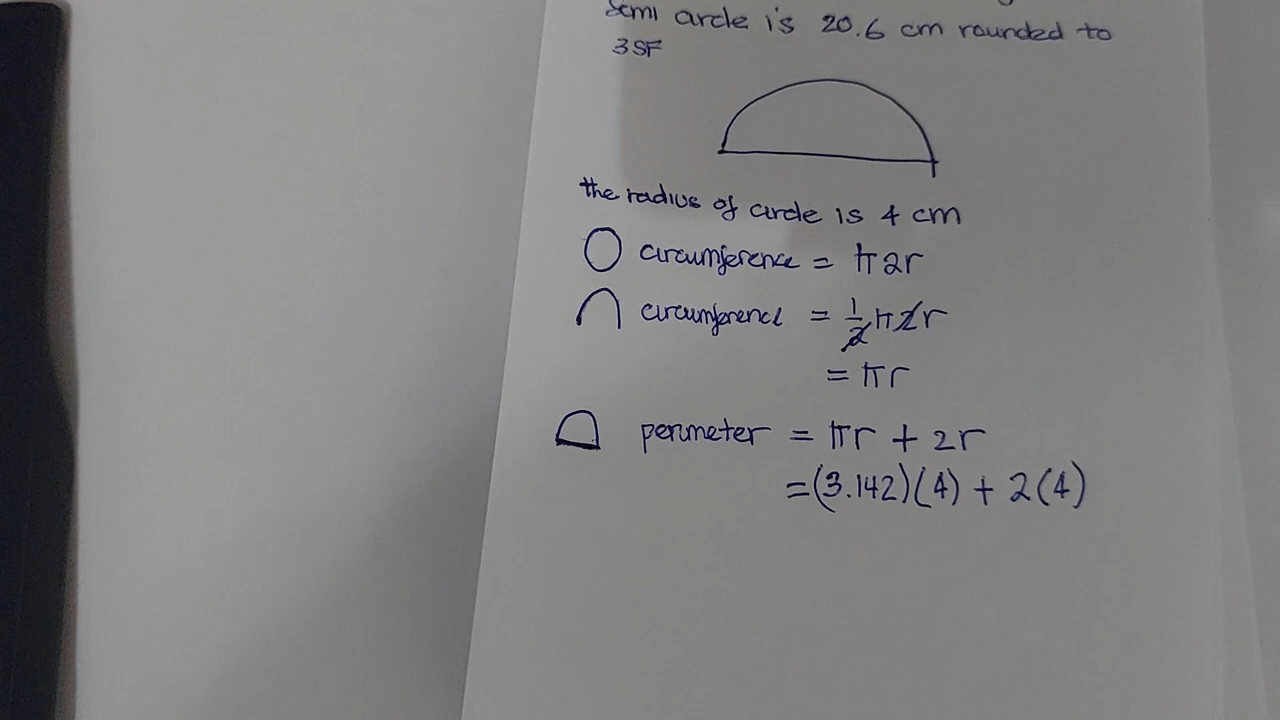 Semi circle is 20.6 cm rounded to
3SF
the radius of circle is 4 cm
circumference = π2r
circumference = 1/2 π2r
= πr
perimeter = πr + 2r
= (3.142)(4) + 2(4)